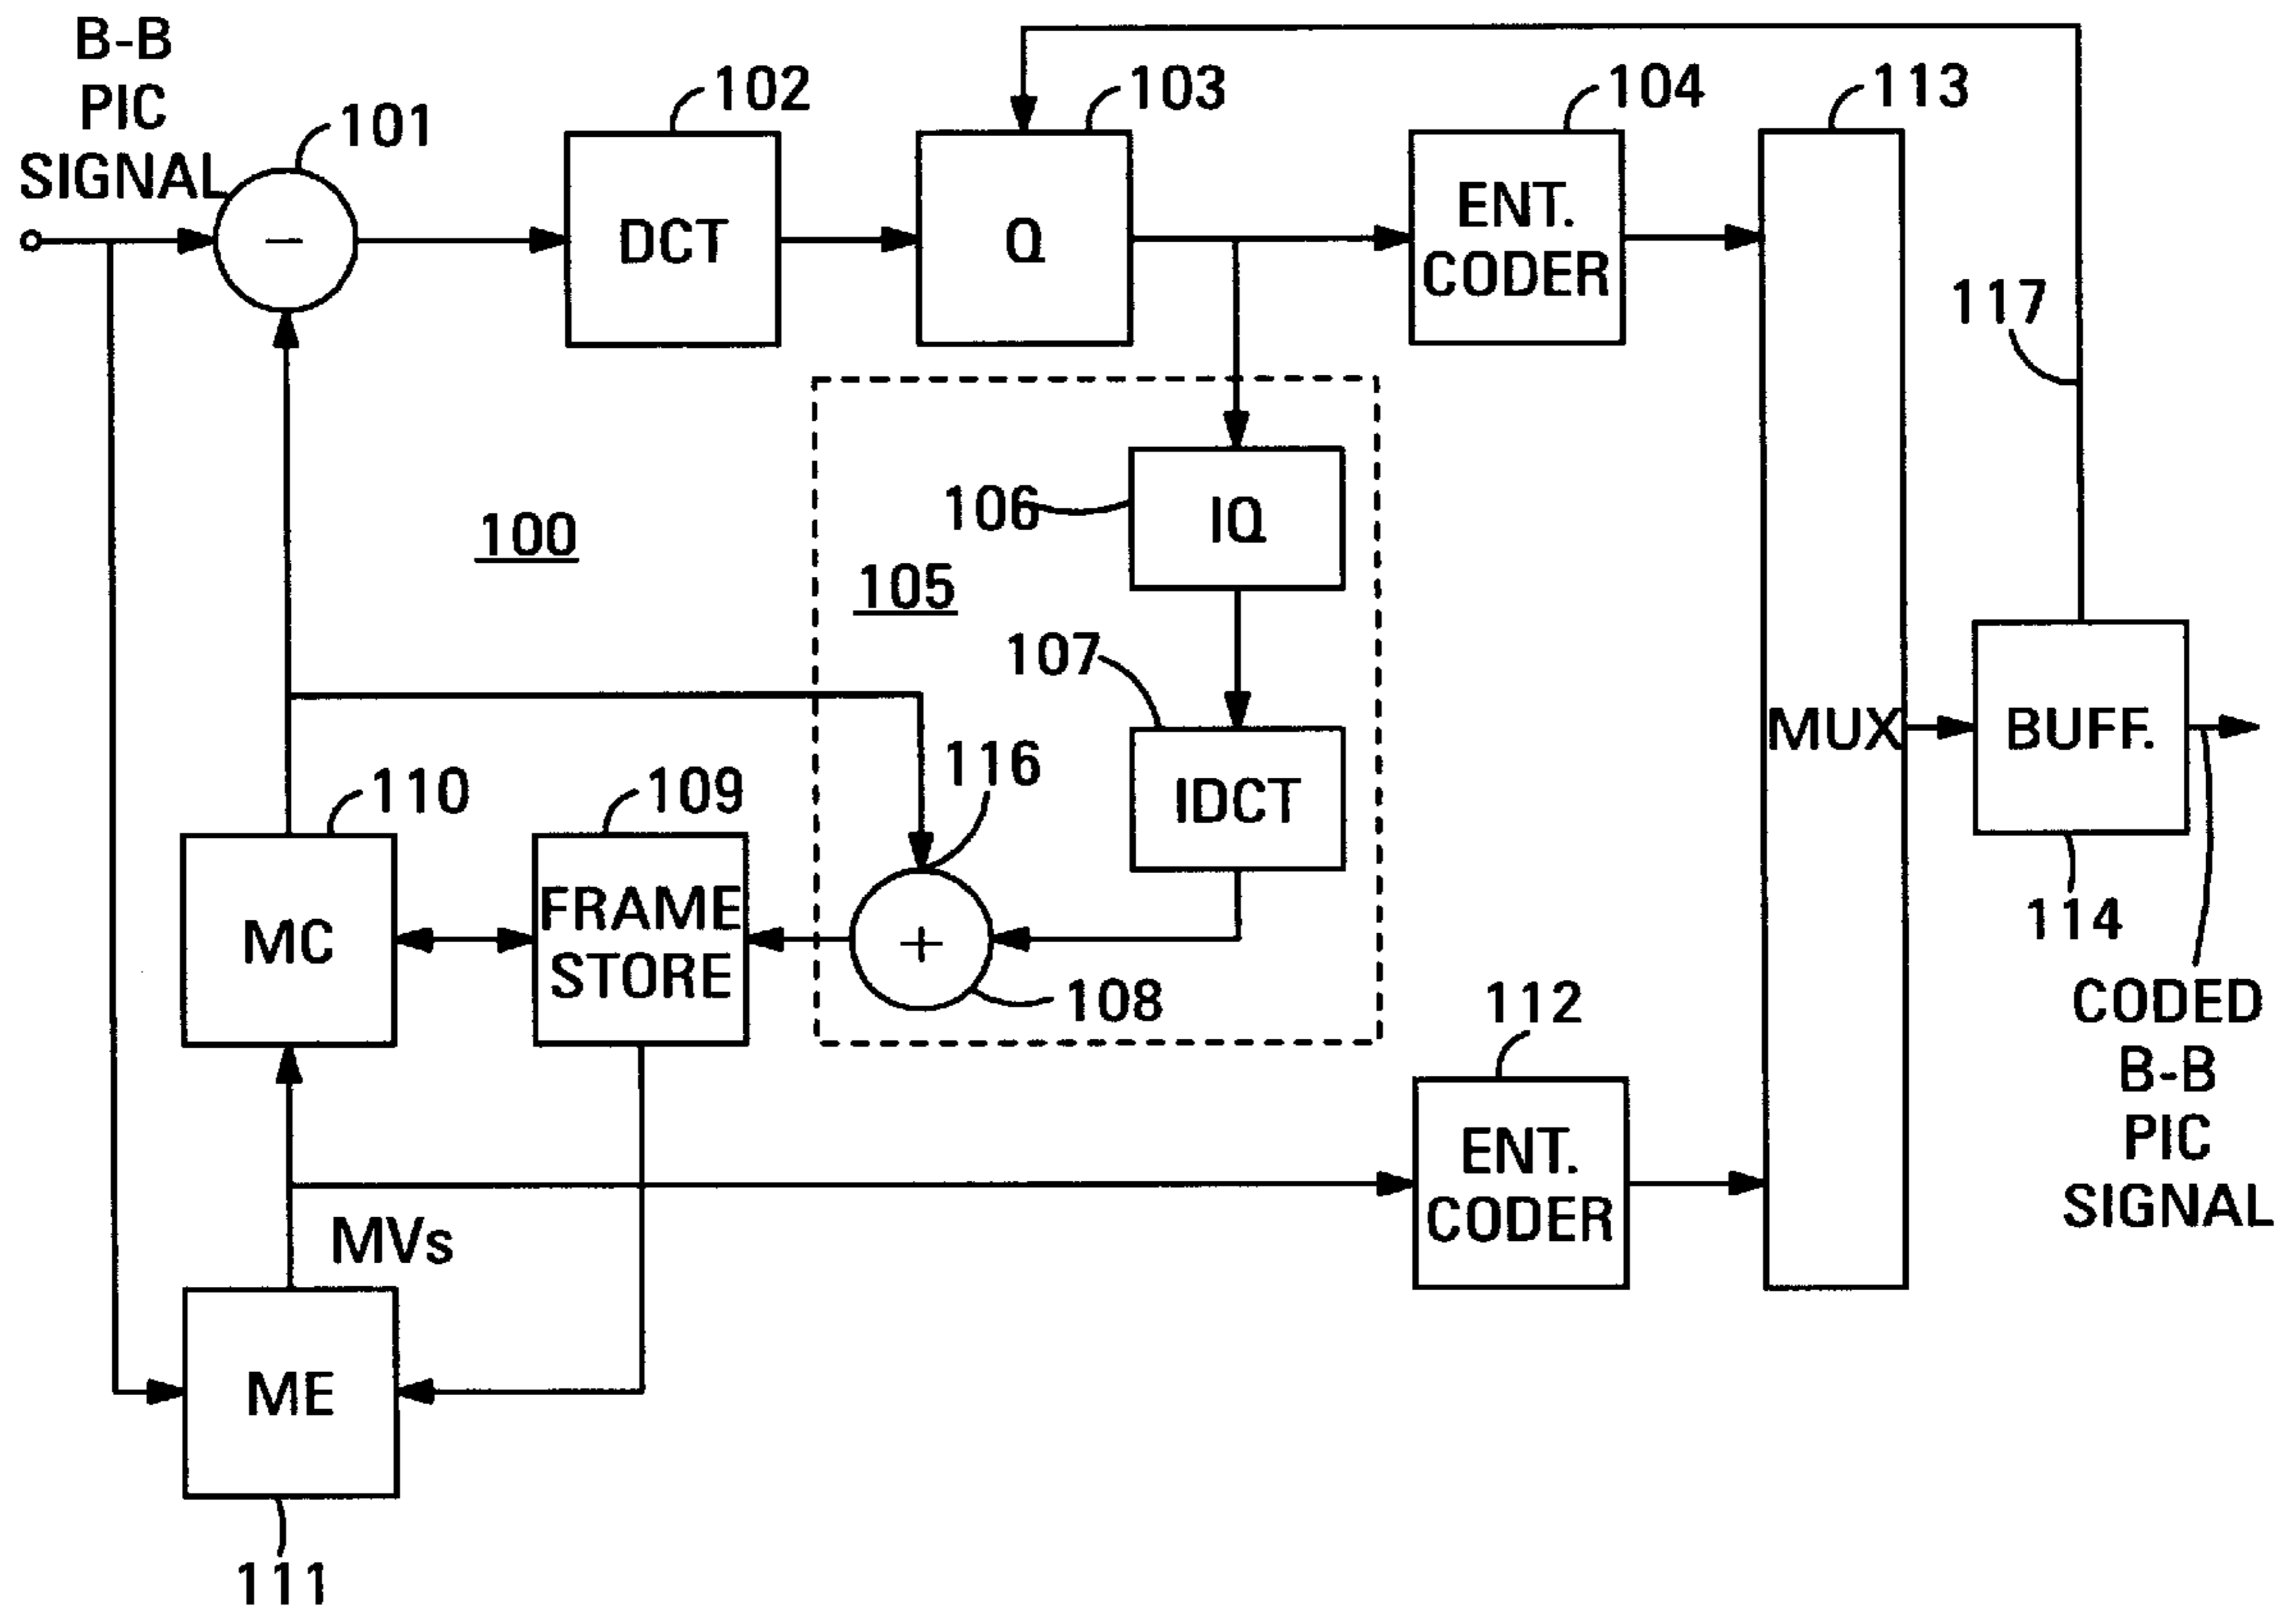 B-B
PIC
SIGNAL
101
102
103
104
113
DCT
Q
ENT.
CODER
117
100
106
IQ
105
107
IDCT
116
110
109
MC
FRAME
STORE
108
MUX
BUFF.
114
CODED
B-B
PIC
SIGNAL
112
ENT.
CODER
MVs
ME
111
−
+